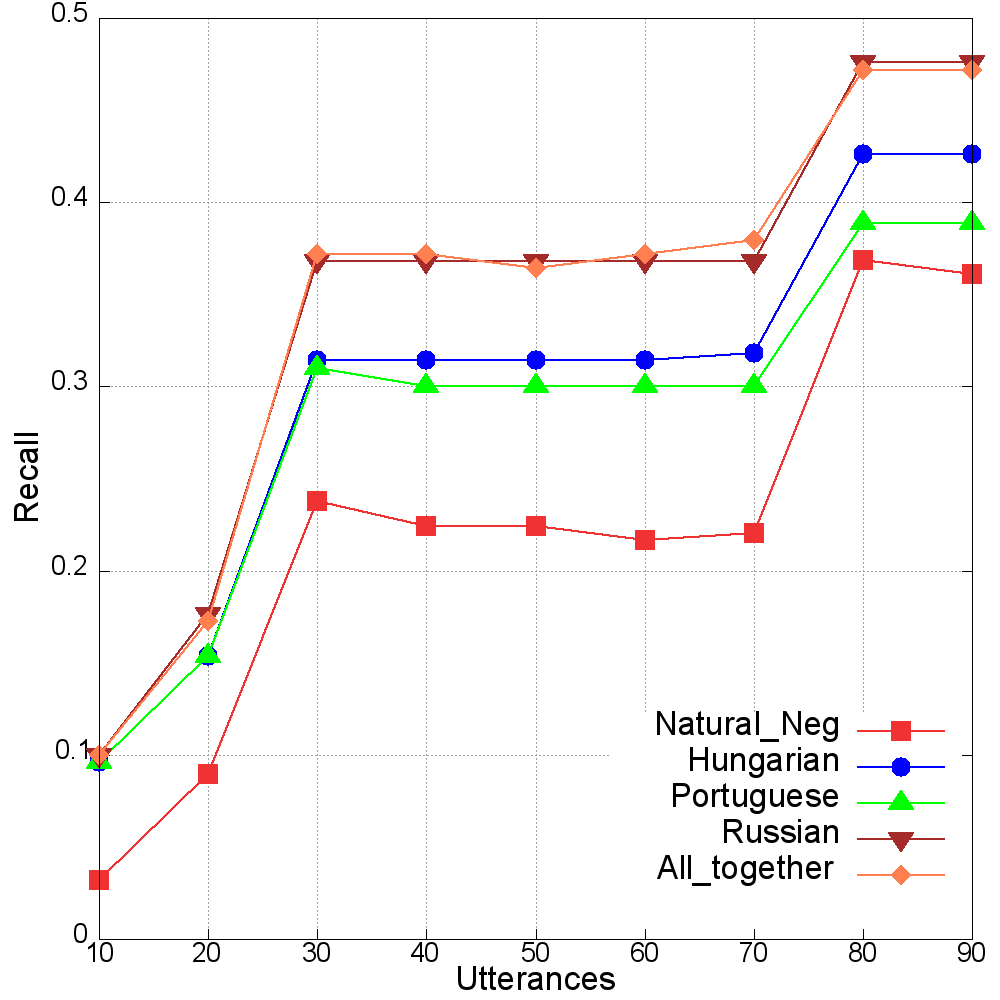 0.5
0.4
0.3
0.2
0.1
0
10 20 30 40 50 60 70 80 90
Recall
Utterances
Natural_Neg
Hungarian
Portuguese
Russian
All_together